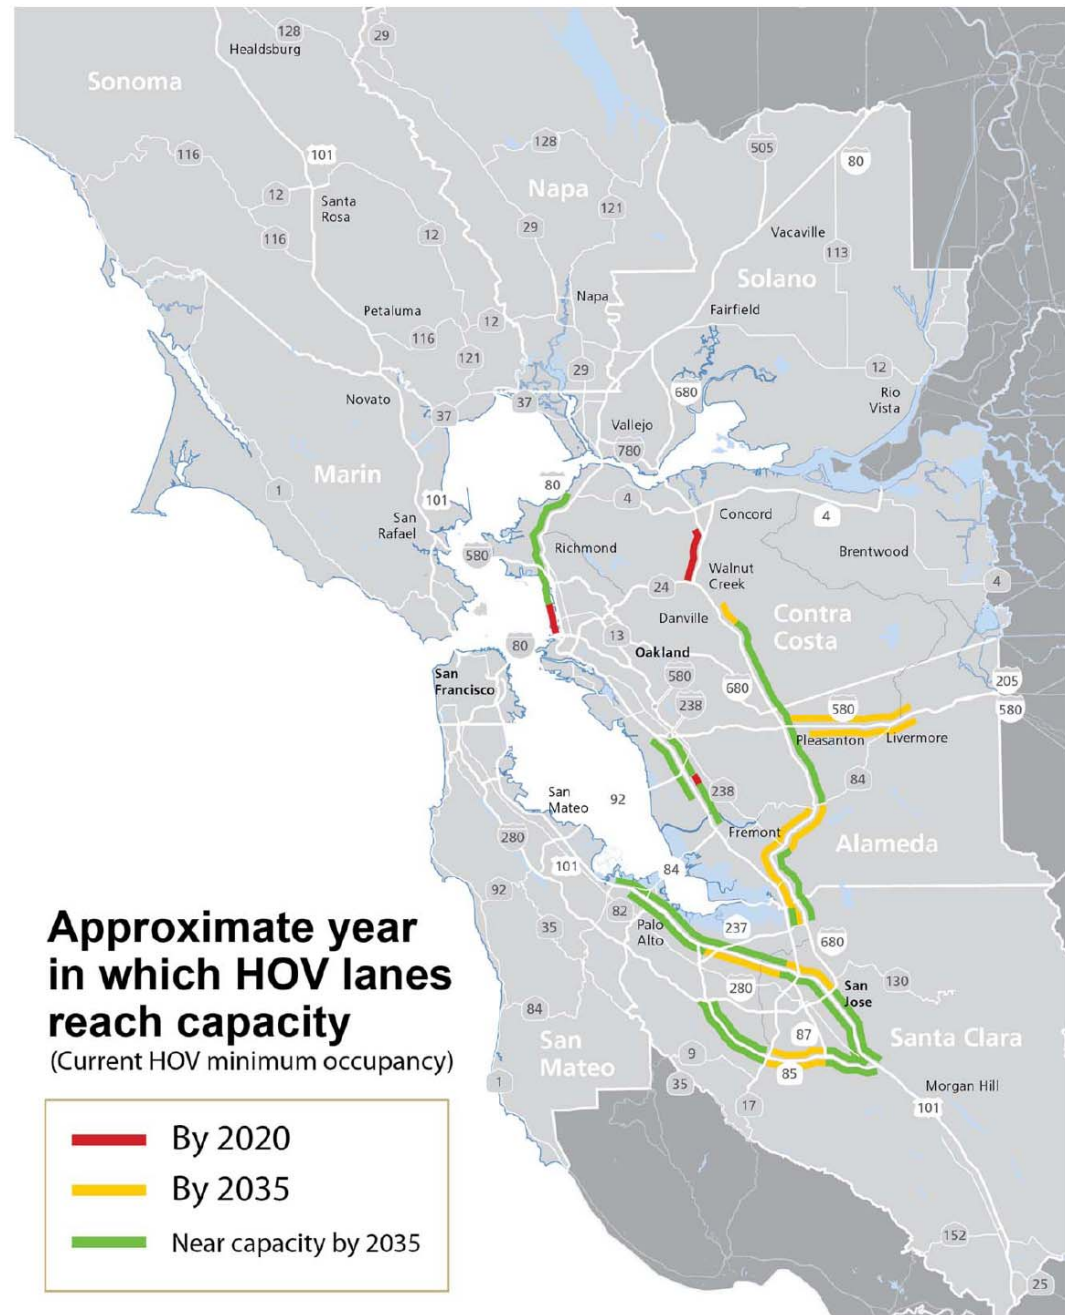 128
29
Healdsburg
Sonoma
116
101
128
505
80
12
Santa
Rosa
Napa
121
116
12
29
Vacaville
113
Solano
Petaluma
Napa
12
116
121
Fairfield
29
12
680
Rio
Vista
Novato
37
37
Vallejo
780
Marin
1
101
80
4
Concord
4
San
Rafael
580
Richmond
Brentwood
Walnut
Creek
24
4
Danville
Contra
Costa
13
80
Oakland
San
Francisco
580
680
205
238
580
580
Pleasanton
Livermore
84
San
Mateo
92
238
280
Fremont
Alameda
101
84
92
82
35
Palo
Alto
237
680
280
San
Jose
130
84
San
Mateo
87
Santa Clara
9
85
1
35
17
Morgan Hill
101
152
25
Approximate year
in which HOV lanes
reach capacity
(Current HOV minimum occupancy)
By 2020
By 2035
Near capacity by 2035